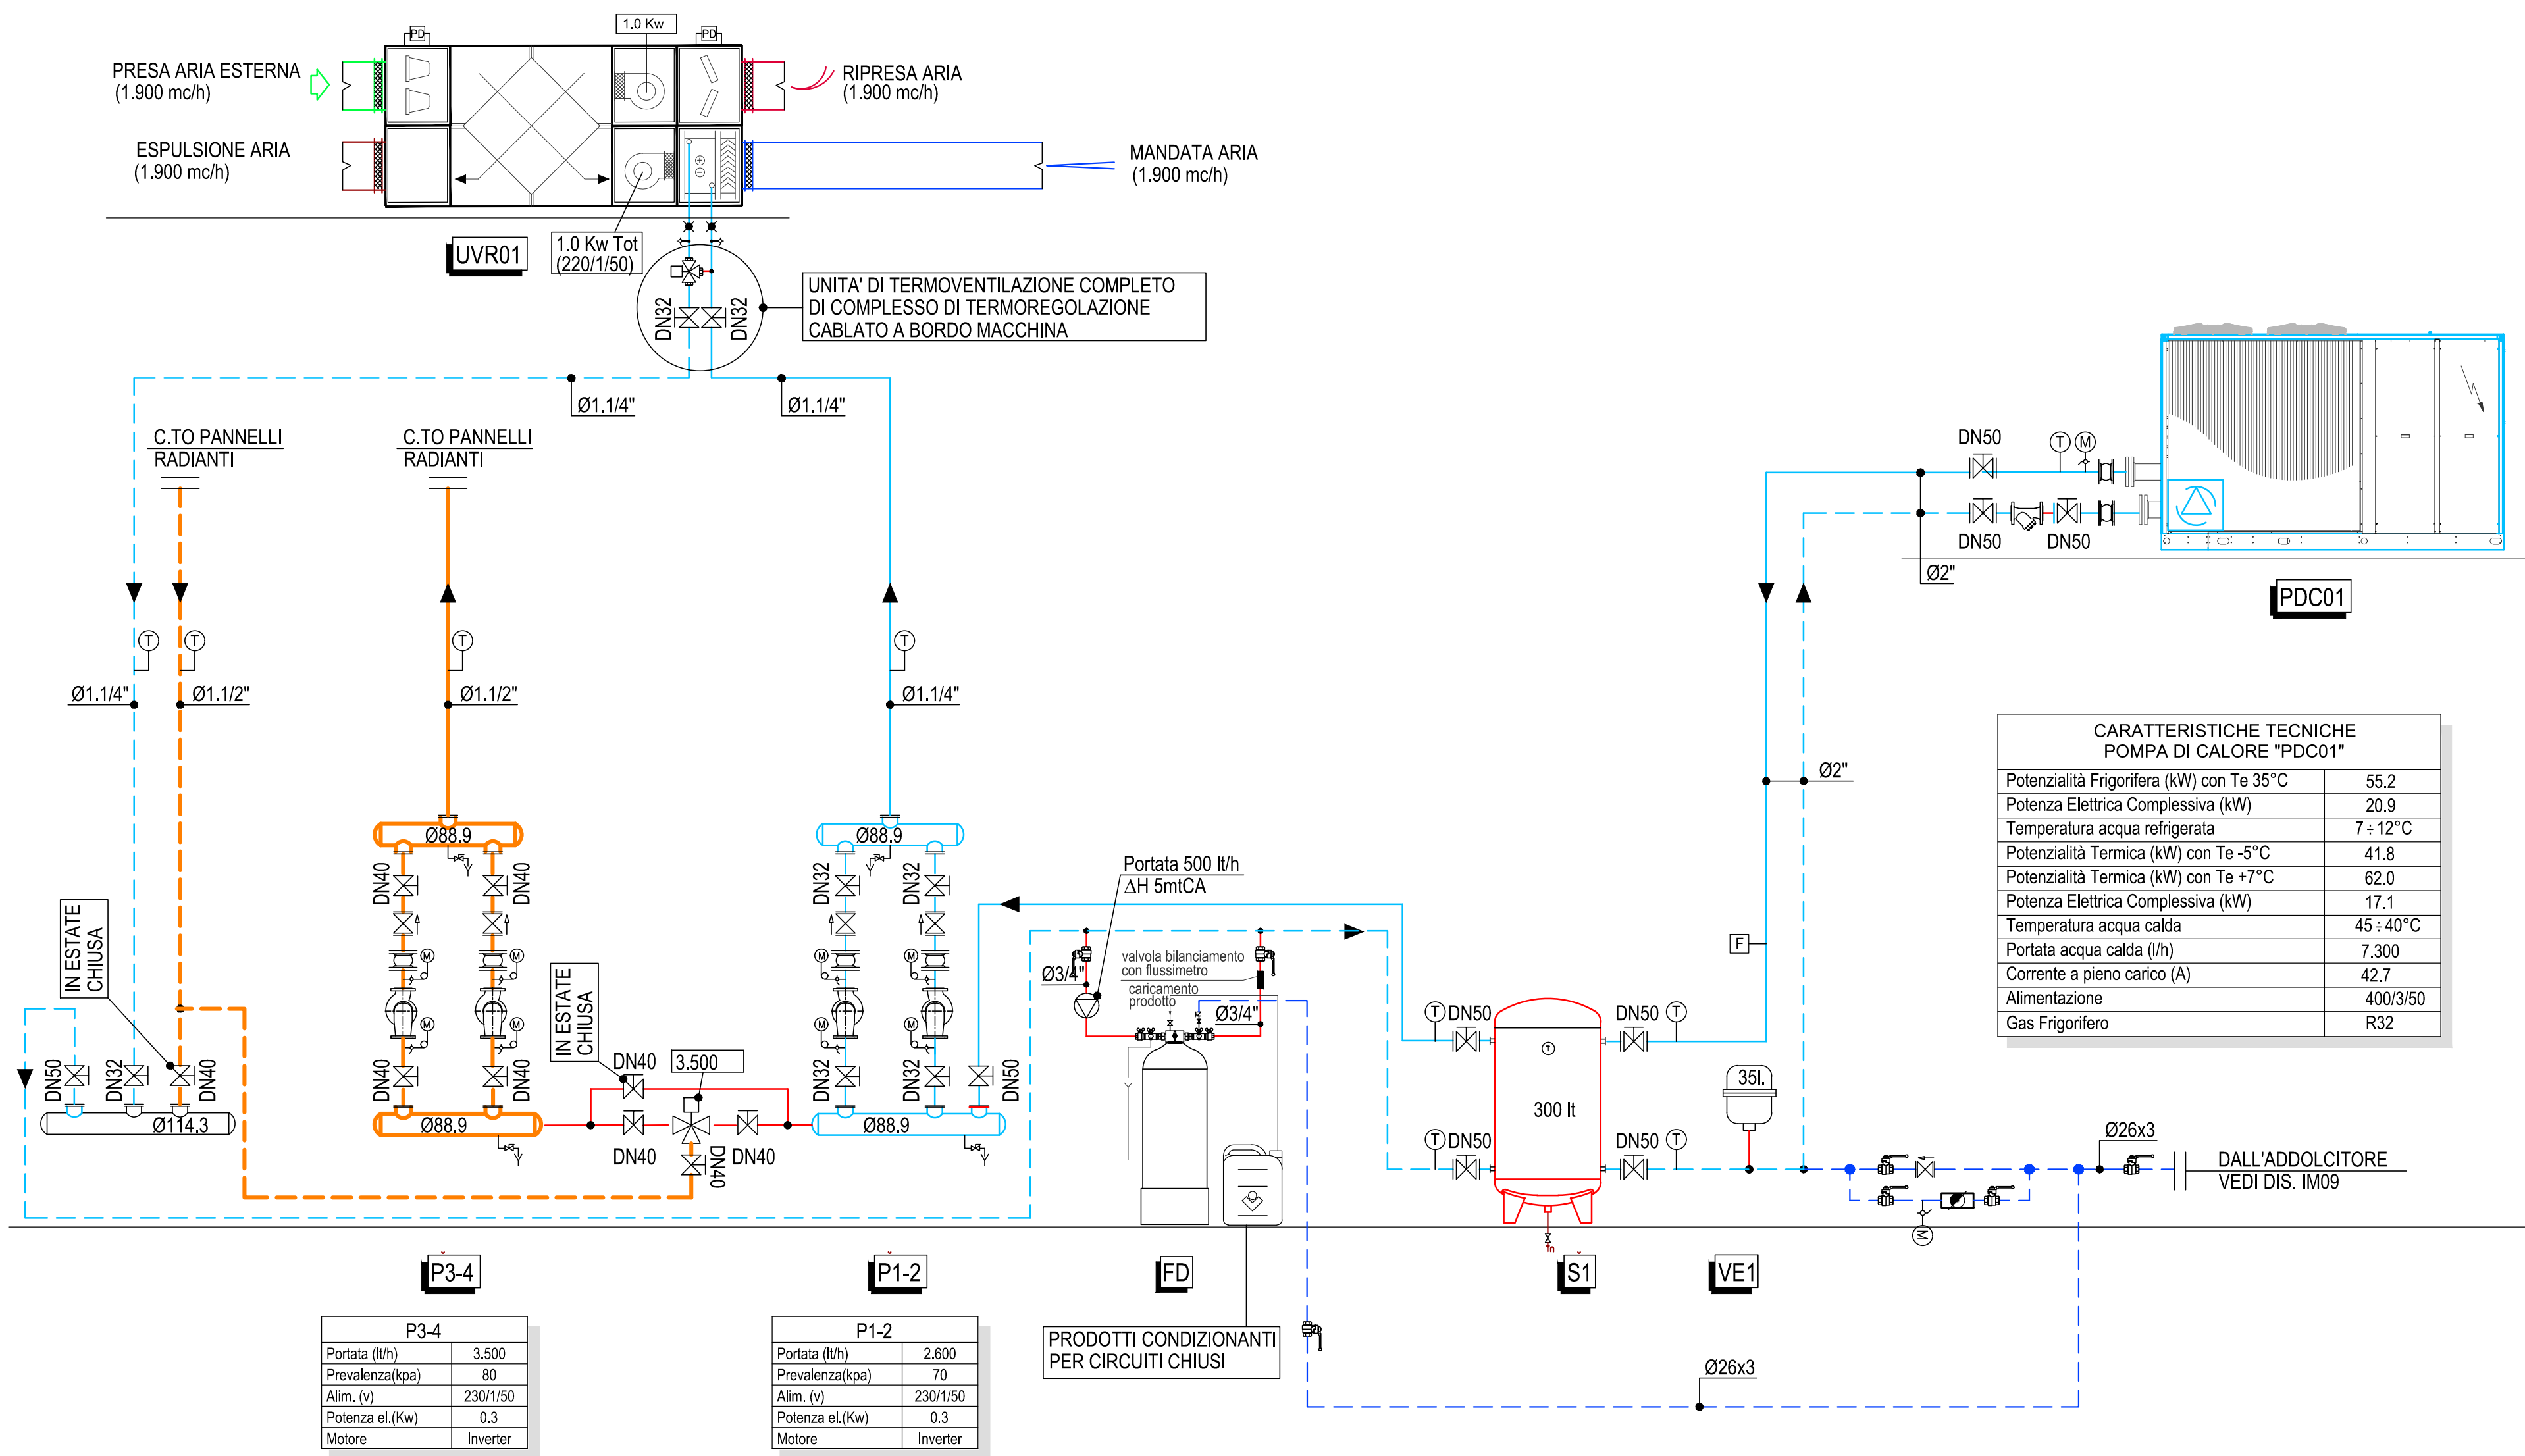 1.0 Kw
PD
PD
PRESA ARIA ESTERNA
(1.900 mc/h)
RIPRESA ARIA
(1.900 mc/h)
ESPULSIONE ARIA
(1.900 mc/h)
MANDATA ARIA
(1.900 mc/h)
UVR01
1.0 Kw Tot
(220/1/50)
UNITA' DI TERMOVENTILAZIONE COMPLETO
DI COMPLESSO DI TERMOREGOLAZIONE
CABLATO A BORDO MACCHINA
DN32
DN32
Ø1.1/4"
Ø1.1/4"
C.TO PANNELLI
RADIANTI
C.TO PANNELLI
RADIANTI
DN50
T
M
DN50
DN50
Ø2"
PDC01
T
T
T
T
Ø1.1/4"
Ø1.1/2"
Ø1.1/2"
Ø1.1/4"
Ø2"
CARATTERISTICHE TECNICHE
POMPA DI CALORE "PDC01"
Potenzialità Frigorifera (kW) con Te 35°C 55.2
Potenza Elettrica Complessiva (kW) 20.9
Temperatura acqua refrigerata 7÷12°C
Potenzialità Termica (kW) con Te -5°C 41.8
Potenzialità Termica (kW) con Te +7°C 62.0
Potenza Elettrica Complessiva (kW) 17.1
Temperatura acqua calda 45÷40°C
Portata acqua calda (l/h) 7.300
Corrente a pieno carico (A) 42.7
Alimentazione 400/3/50
Gas Frigorifero R32
Ø88.9
Ø88.9
DN40
DN40
DN32
DN32
Portata 500 lt/h
ΔH 5mtCA
IN ESTATE
CHIUSA
IN ESTATE
CHIUSA
M
M
M
M
M
M
M
M
F
valvola bilanciamento
con flussimetro
caricamento
prodotto
Ø3/4"
Ø3/4"
DN50
DN32
DN40
DN40
DN40
DN40
3.500
DN32
DN32
DN50
T
DN50
DN50
T
T
300 lt
35l.
T
DN50
DN50
T
Ø114.3
Ø88.9
Ø88.9
DN40
DN40
DN40
Ø26x3
DALL'ADDOLCITORE
VEDI DIS. IM09
M
P3-4
P1-2
FD
S1
VE1
PRODOTTI CONDIZIONANTI
PER CIRCUITI CHIUSI
Ø26x3
P3-4
Portata (lt/h) 3.500
Prevalenza(kpa) 80
Alim. (v) 230/1/50
Potenza el.(Kw) 0.3
Motore Inverter
P1-2
Portata (lt/h) 2.600
Prevalenza(kpa) 70
Alim. (v) 230/1/50
Potenza el.(Kw) 0.3
Motore Inverter